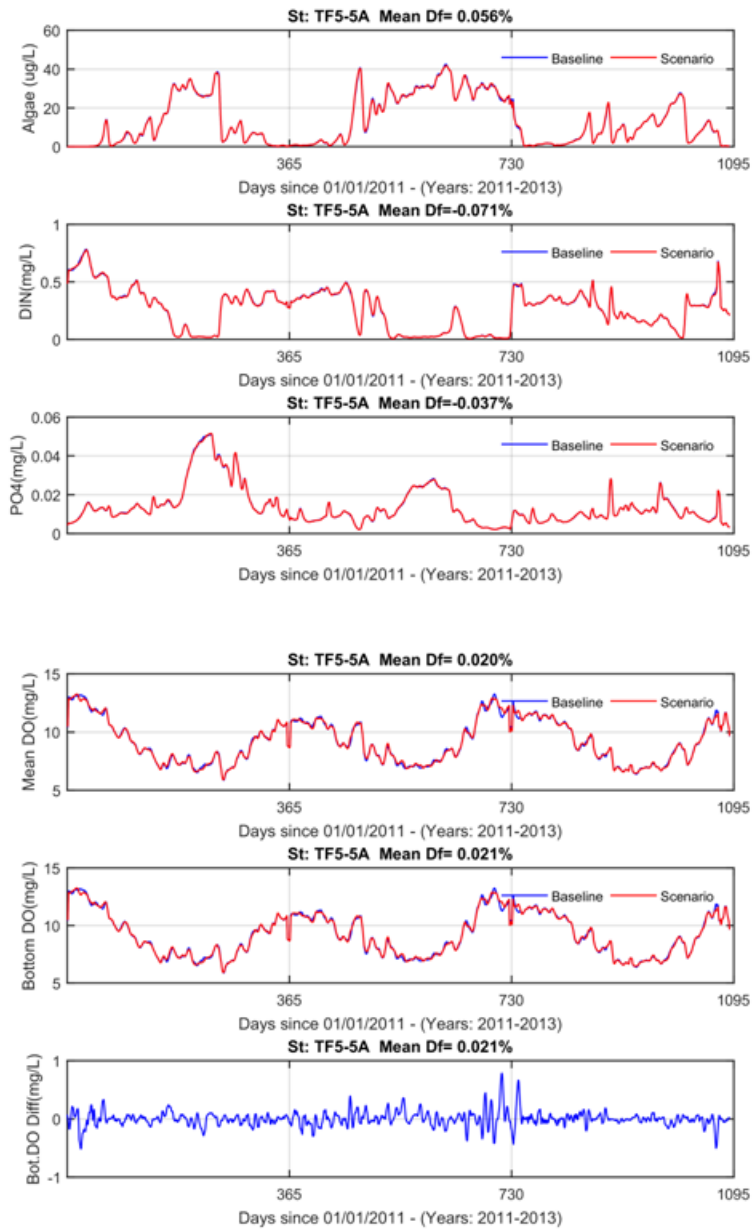 St: TF5-5A Mean Df= 0.056%
60
40
20
0
Algae (ug/L)
Baseline
Scenario
365
730
1095
Days since 01/01/2011 - (Years: 2011-2013)
St: TF5-5A Mean Df=-0.071%
1
0.5
0
DIN(mg/L)
Baseline
Scenario
365
730
1095
Days since 01/01/2011 - (Years: 2011-2013)
St: TF5-5A Mean Df=-0.037%
0.06
0.04
0.02
0
PO4(mg/L)
Baseline
Scenario
365
730
1095
Days since 01/01/2011 - (Years: 2011-2013)
St: TF5-5A Mean Df= 0.020%
15
10
5
Mean DO(mg/L)
Baseline
Scenario
365
730
1095
Days since 01/01/2011 - (Years: 2011-2013)
St: TF5-5A Mean Df= 0.021%
15
10
5
Bottom DO(mg/L)
Baseline
Scenario
365
730
1095
Days since 01/01/2011 - (Years: 2011-2013)
St: TF5-5A Mean Df= 0.021%
1
0
-1
Bot.DO Diff(mg/L)
365
730
1095
Days since 01/01/2011 - (Years: 2011-2013)